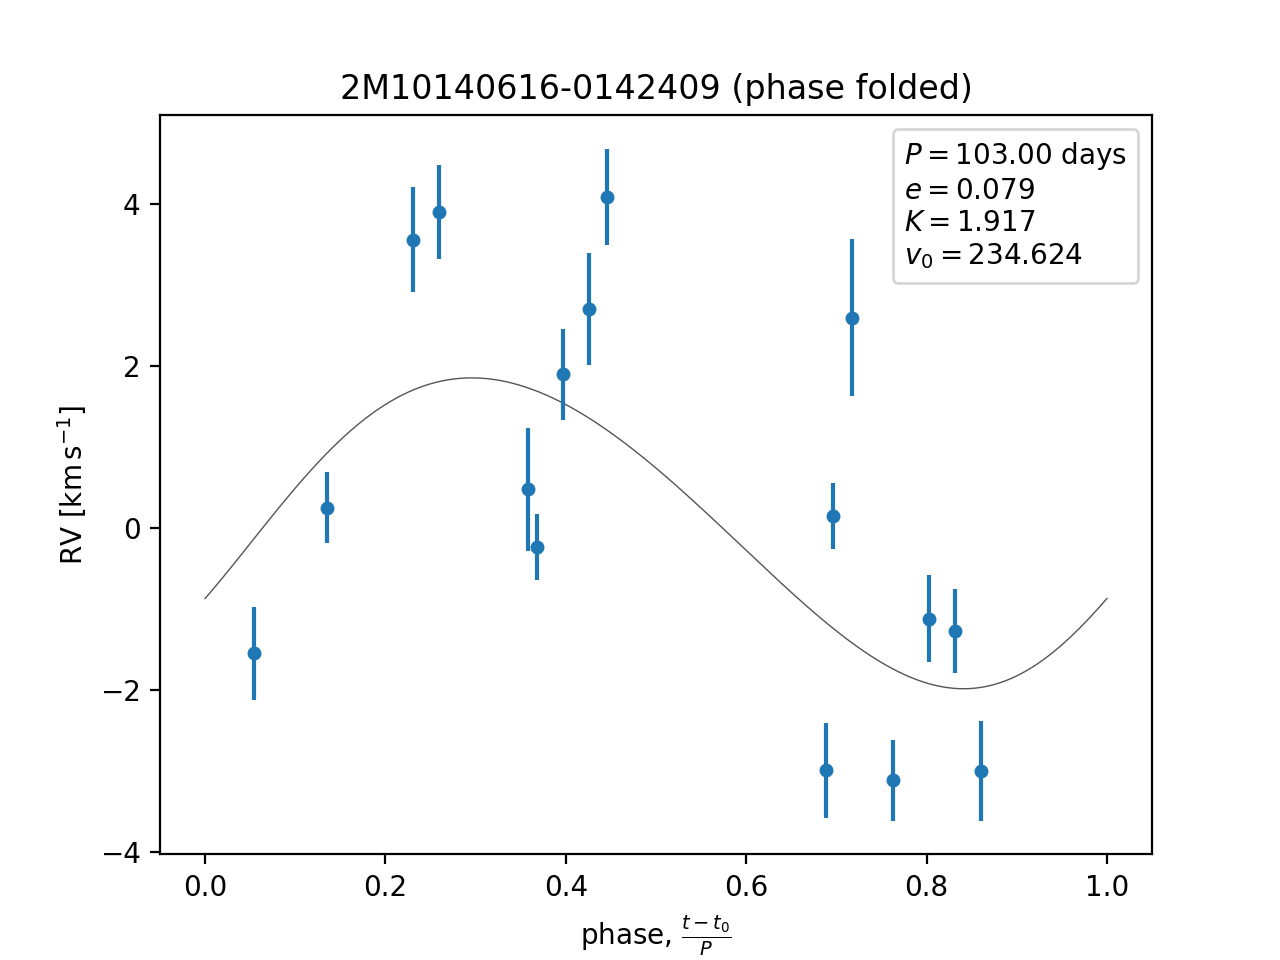 2M10140616-0142409 (phase folded)
P = 103.00 days
e = 0.079
K = 1.917
v₀ = 234.624
4
2
0
−2
−4
RV [km s⁻¹]
0.0 0.2 0.4 0.6 0.8 1.0
phase, (t − t₀)/P